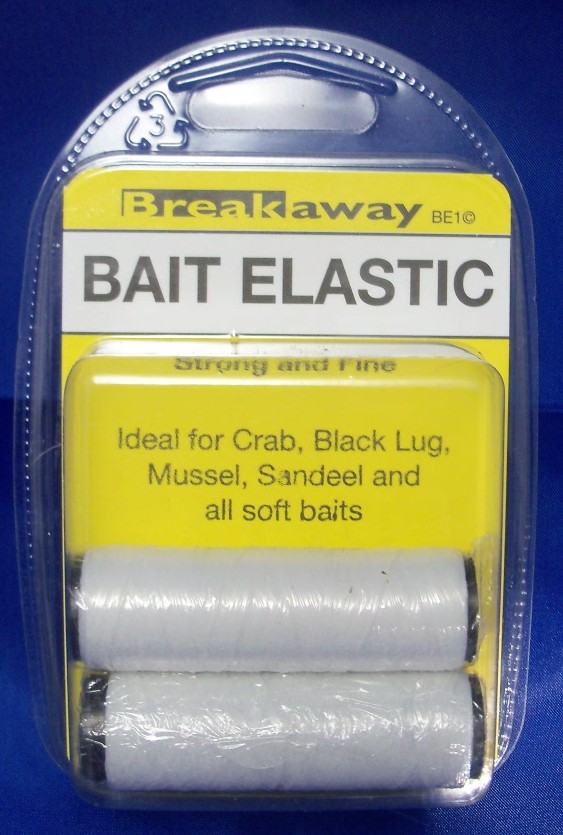 3
Breakaway BE1©
BAIT ELASTIC
Strong and Fine
Ideal for Crab, Black Lug,
Mussel, Sandeel and
all soft baits